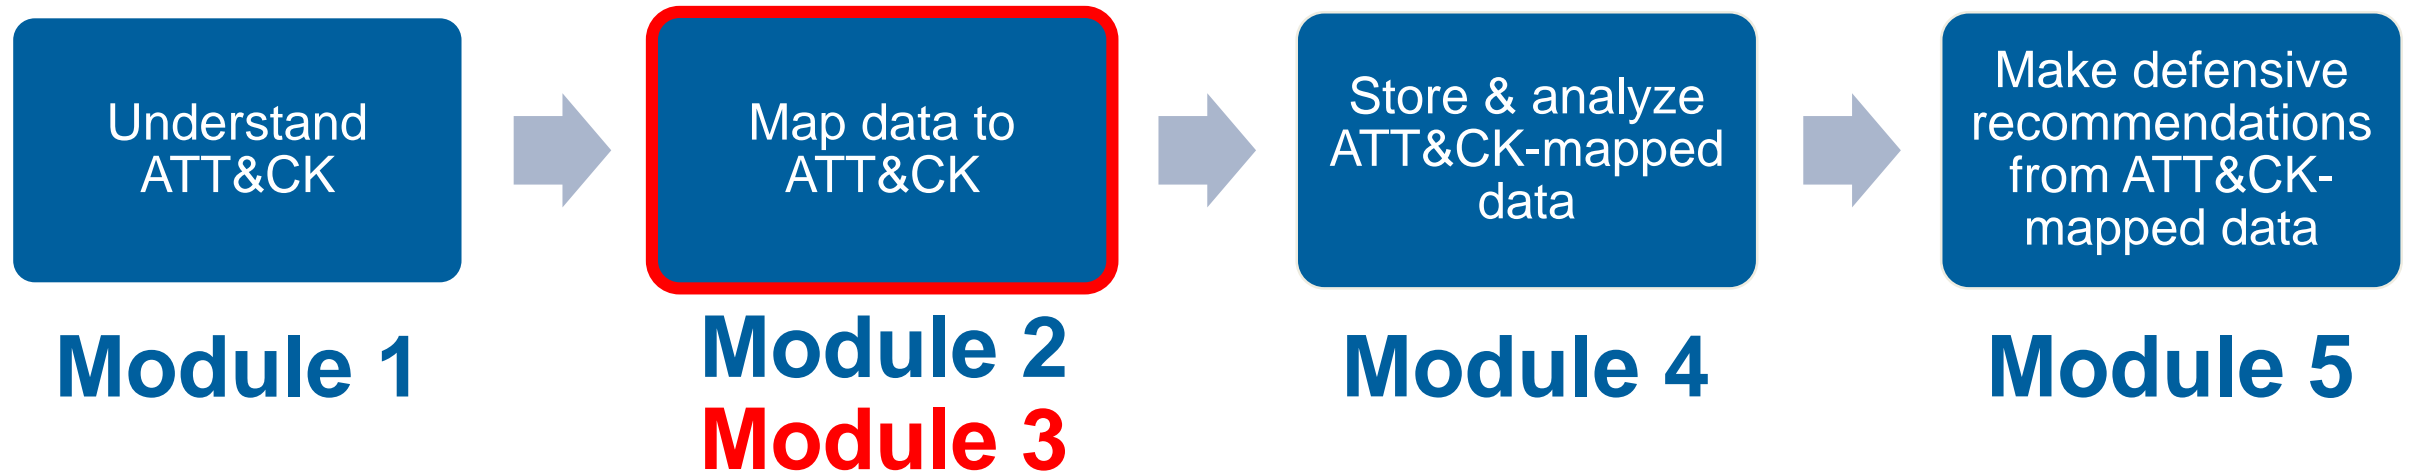 Understand
ATT&CK
Map data to
ATT&CK
Store & analyze
ATT&CK-mapped
data
Make defensive
recommendations
from ATT&CK-
mapped data
Module 1
Module 2
Module 3
Module 4
Module 5